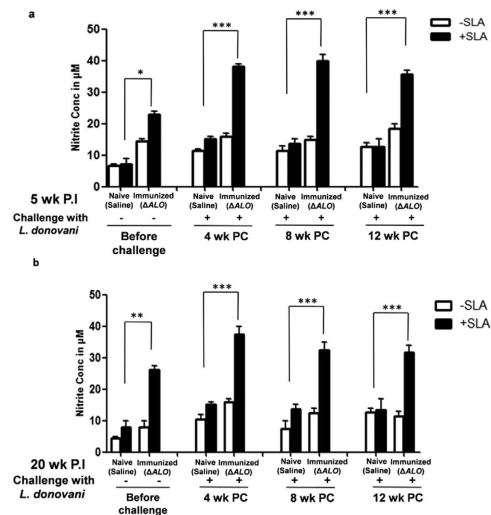 a
***
***
***
*
-SLA
+SLA
Nitrite Conc in µM
50
40
30
20
10
0
Naive Immunized Naive Immunized Naive Immunized Naive Immunized
(Saline) (ΔALO) (Saline) (ΔALO) (Saline) (ΔALO) (Saline) (ΔALO)
5 wk P.I
Challenge with - - + + + + + +
L. donovani
Before challenge
4 wk PC
8 wk PC
12 wk PC
b
**
***
***
***
-SLA
+SLA
Nitrite Conc in µM
50
40
30
20
10
0
Naive Immunized Naive Immunized Naive Immunized Naive Immunized
(Saline) (ΔALO) (Saline) (ΔALO) (Saline) (ΔALO) (Saline) (ΔALO)
20 wk P.I
Challenge with - - + + + + + +
L. donovani
Before challenge
4 wk PC
8 wk PC
12 wk PC